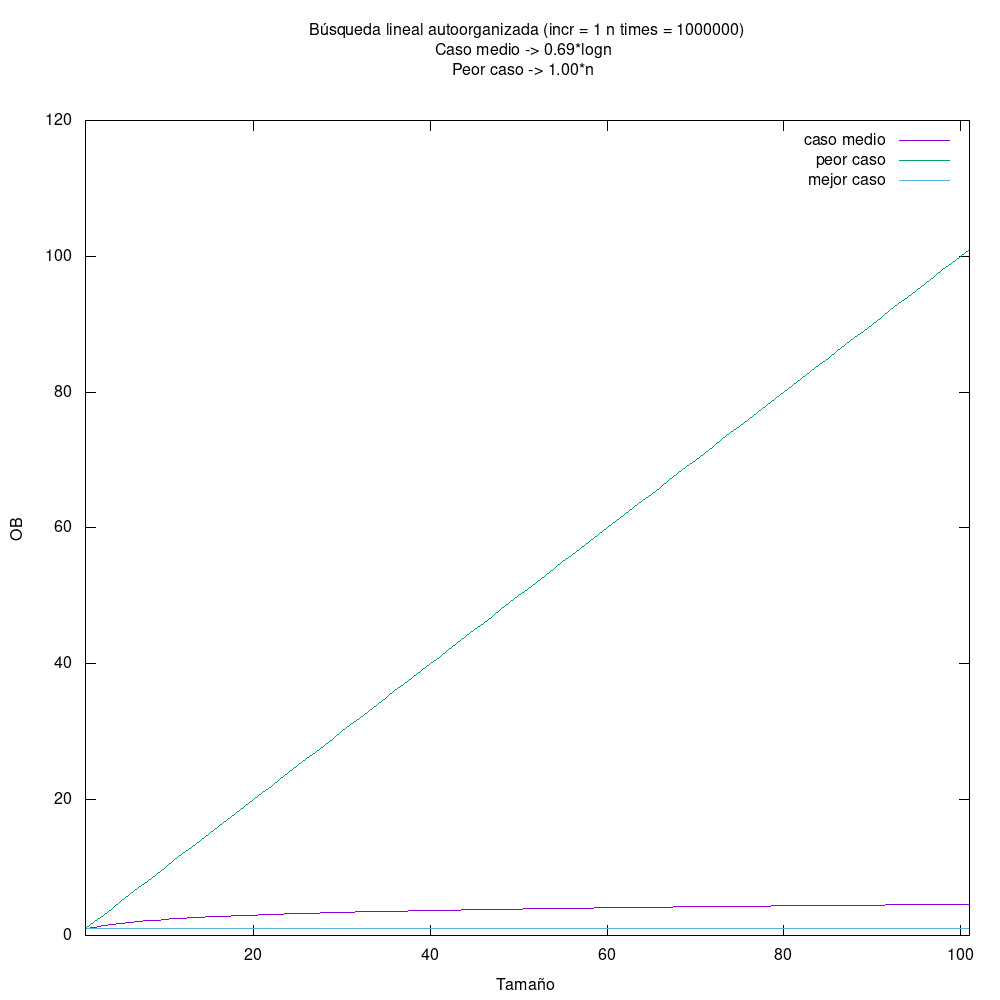 Búsqueda lineal autoorganizada (incr = 1 n times = 1000000)
Caso medio -> 0.69*logn
Peor caso -> 1.00*n
120
100
80
60
40
20
0
OB
caso medio
peor caso
mejor caso
20
40
60
80
100
Tamaño